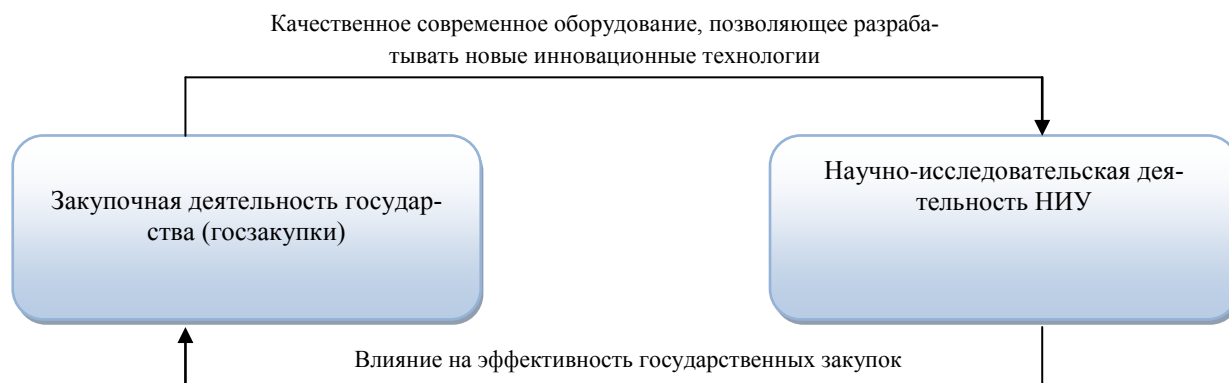 Качественное современное оборудование, позволяющее разраба-
тывать новые инновационные технологии
Закупочная деятельность государ-
ства (госзакупки)
Научно-исследовательская дея-
тельность НИУ
Влияние на эффективность государственных закупок